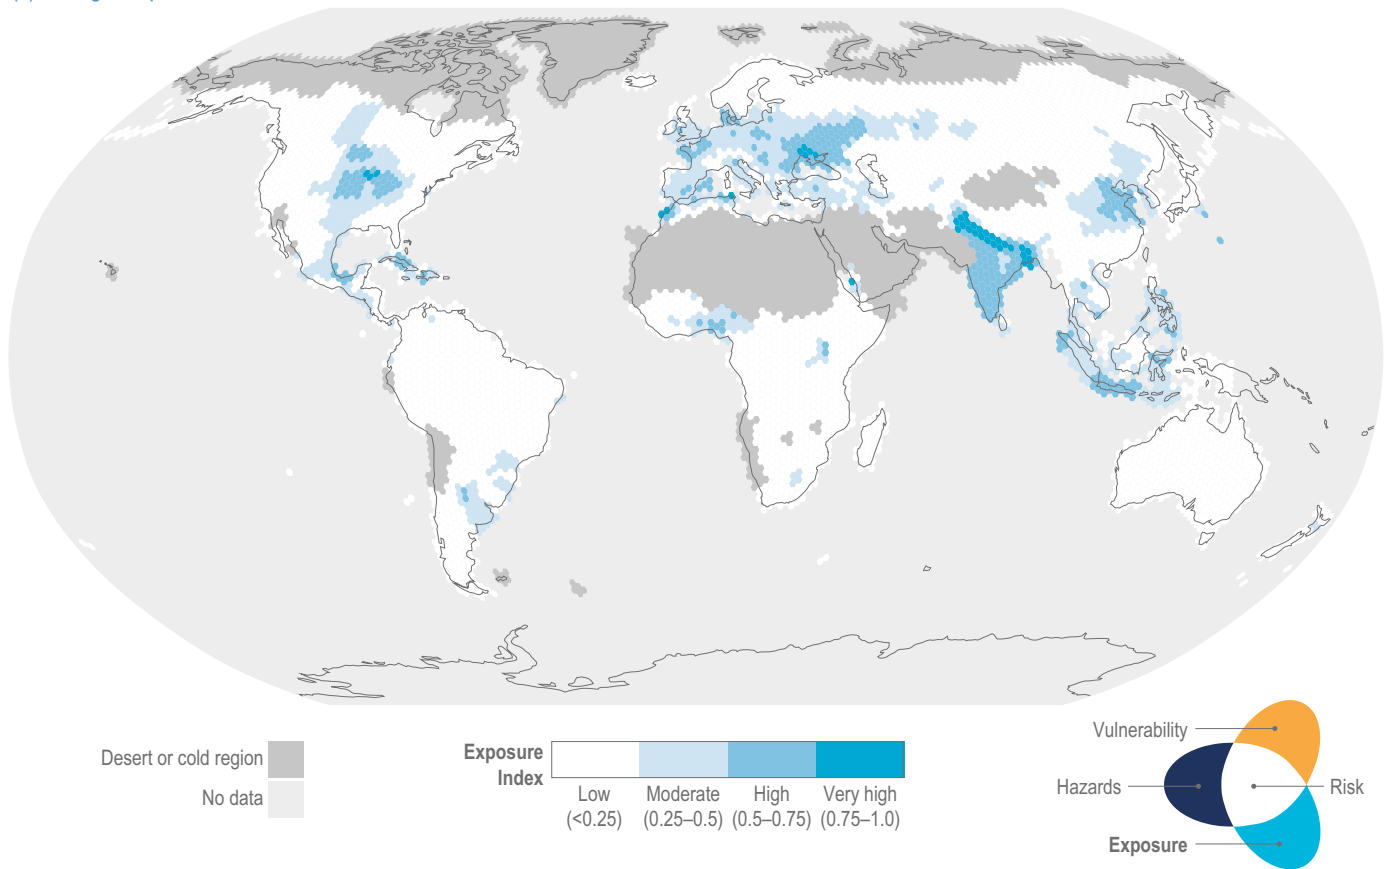 Desert or cold region
No data
Exposure
Index
Low
(<0.25)
Moderate
(0.25–0.5)
High
(0.5–0.75)
Very high
(0.75–1.0)
Vulnerability
Hazards
Risk
Exposure